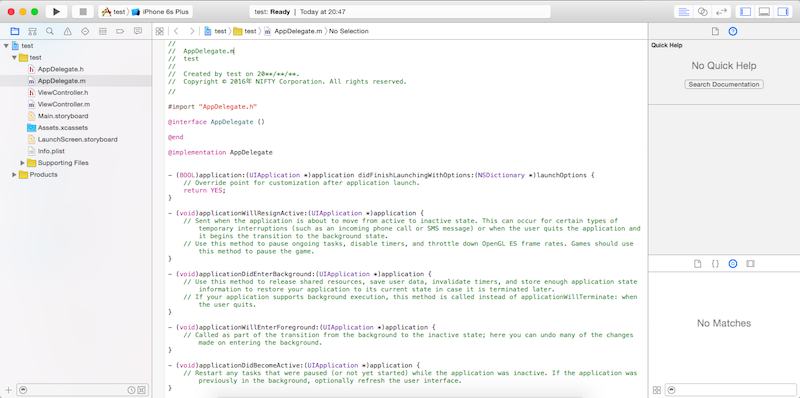 test
iPhone 6s Plus
test: Ready | Today at 20:47
test
test
AppDelegate.m
No Selection
test
test
AppDelegate.h
AppDelegate.m
ViewController.h
ViewController.m
Main.storyboard
Assets.xcassets
LaunchScreen.storyboard
Info.plist
Supporting Files
Products
//
//  AppDelegate.m
//  test
//
//  Created by test on 20**/**/**.
//  Copyright © 2016年 NIFTY Corporation. All rights reserved.
//
#import "AppDelegate.h"
@interface AppDelegate ()
@end
@implementation AppDelegate
- (BOOL)application:(UIApplication *)application didFinishLaunchingWithOptions:(NSDictionary *)launchOptions {
// Override point for customization after application launch.
return YES;
}
- (void)applicationWillResignActive:(UIApplication *)application {
// Sent when the application is about to move from active to inactive state. This can occur for certain types of
temporary interruptions (such as an incoming phone call or SMS message) or when the user quits the application and
it begins the transition to the background state.
// Use this method to pause ongoing tasks, disable timers, and throttle down OpenGL ES frame rates. Games should use
this method to pause the game.
}
- (void)applicationDidEnterBackground:(UIApplication *)application {
// Use this method to release shared resources, save user data, invalidate timers, and store enough application state
information to restore your application to its current state in case it is terminated later.
// If your application supports background execution, this method is called instead of applicationWillTerminate: when
the user quits.
}
- (void)applicationWillEnterForeground:(UIApplication *)application {
// Called as part of the transition from the background to the inactive state; here you can undo many of the changes
made on entering the background.
}
- (void)applicationDidBecomeActive:(UIApplication *)application {
// Restart any tasks that were paused (or not yet started) while the application was inactive. If the application was
previously in the background, optionally refresh the user interface.
}
Quick Help
No Quick Help
Search Documentation
No Matches